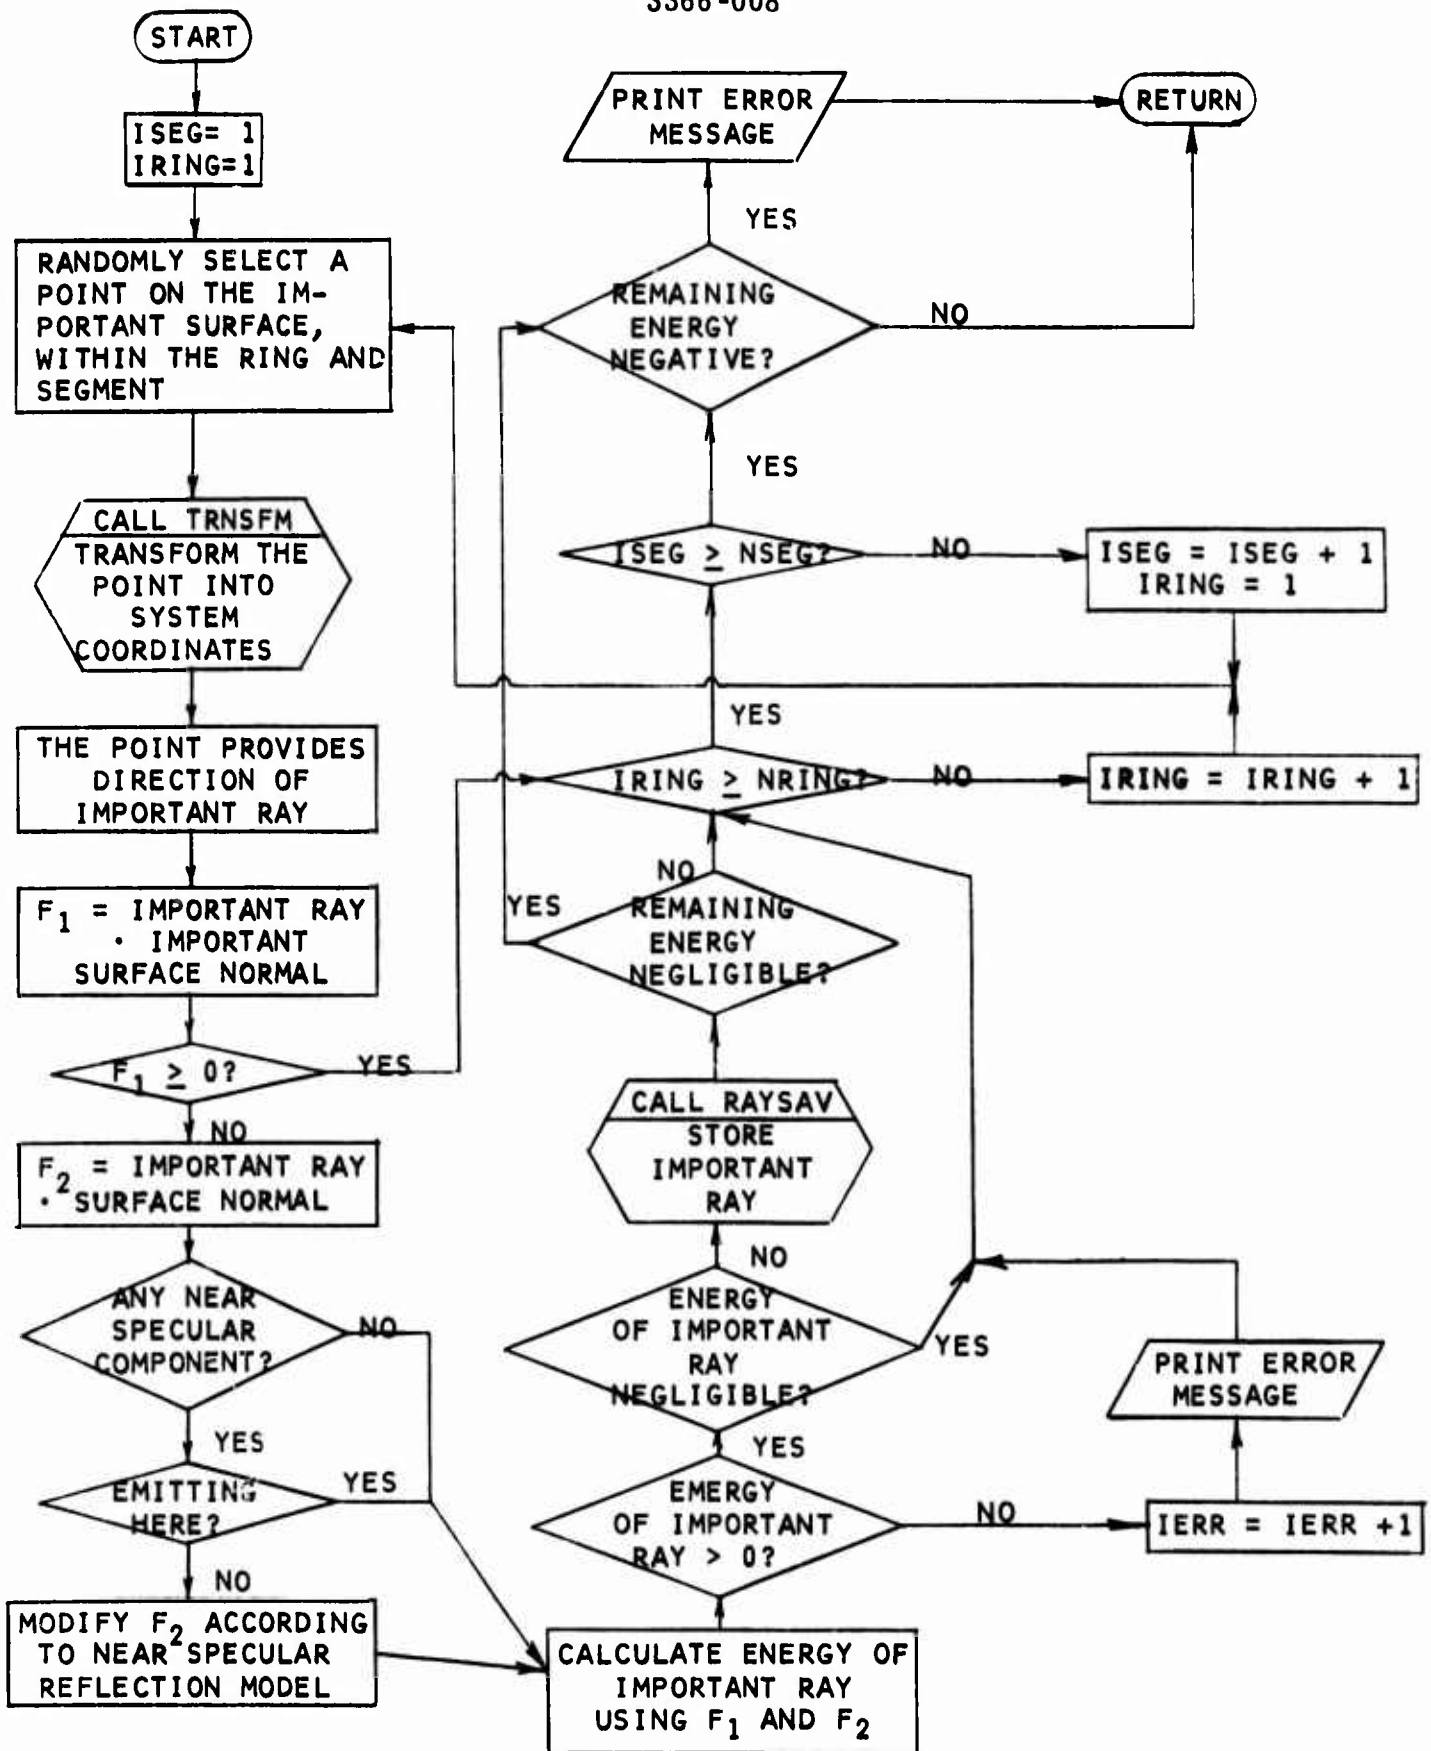 3366-008
START
ISEG= 1
IRING=1
RANDOMLY SELECT A
POINT ON THE IM-
PORTANT SURFACE,
WITHIN THE RING AND
SEGMENT
CALL TRNSFM
TRANSFORM THE
POINT INTO
SYSTEM
COORDINATES
THE POINT PROVIDES
DIRECTION OF
IMPORTANT RAY
F1 = IMPORTANT RAY
· IMPORTANT
SURFACE NORMAL
F1 ≥ 0?
YES
NO
F2 = IMPORTANT RAY
· SURFACE NORMAL
ANY NEAR
SPECULAR
COMPONENT?
NO
YES
EMITTING
HERE?
YES
NO
MODIFY F2 ACCORDING
TO NEAR SPECULAR
REFLECTION MODEL
PRINT ERROR
MESSAGE
RETURN
YES
REMAINING
ENERGY
NEGATIVE?
NO
YES
ISEG ≥ NSEG?
NO
ISEG = ISEG + 1
IRING = 1
YES
IRING ≥ NRING?
NO
IRING = IRING + 1
NO
YES
REMAINING
ENERGY
NEGLIGIBLE?
CALL RAYSAV
STORE
IMPORTANT
RAY
NO
ENERGY
OF IMPORTANT
RAY
NEGLIGIBLE?
YES
PRINT ERROR
MESSAGE
YES
EMERGY
OF IMPORTANT
RAY > 0?
NO
IERR = IERR +1
CALCULATE ENERGY OF
IMPORTANT RAY
USING F1 AND F2